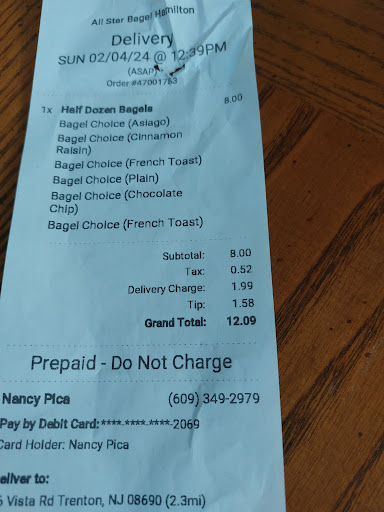 All Star Bagel Hamilton
Delivery
SUN 02/04/24 @ 12:39PM
(ASAP)
Order #47001783
1x Half Dozen Bagels 8.00
Bagel Choice (Asiago)
Bagel Choice (Cinnamon
Raisin)
Bagel Choice (French Toast)
Bagel Choice (Plain)
Bagel Choice (Chocolate
Chip)
Bagel Choice (French Toast)
Subtotal: 8.00
Tax: 0.52
Delivery Charge: 1.99
Tip: 1.58
Grand Total: 12.09
Prepaid - Do Not Charge
Nancy Pica (609) 349-2979
Pay by Debit Card: ****-****-****-2069
Card Holder: Nancy Pica
eliver to:
Vista Rd Trenton, NJ 08690 (2.3mi)